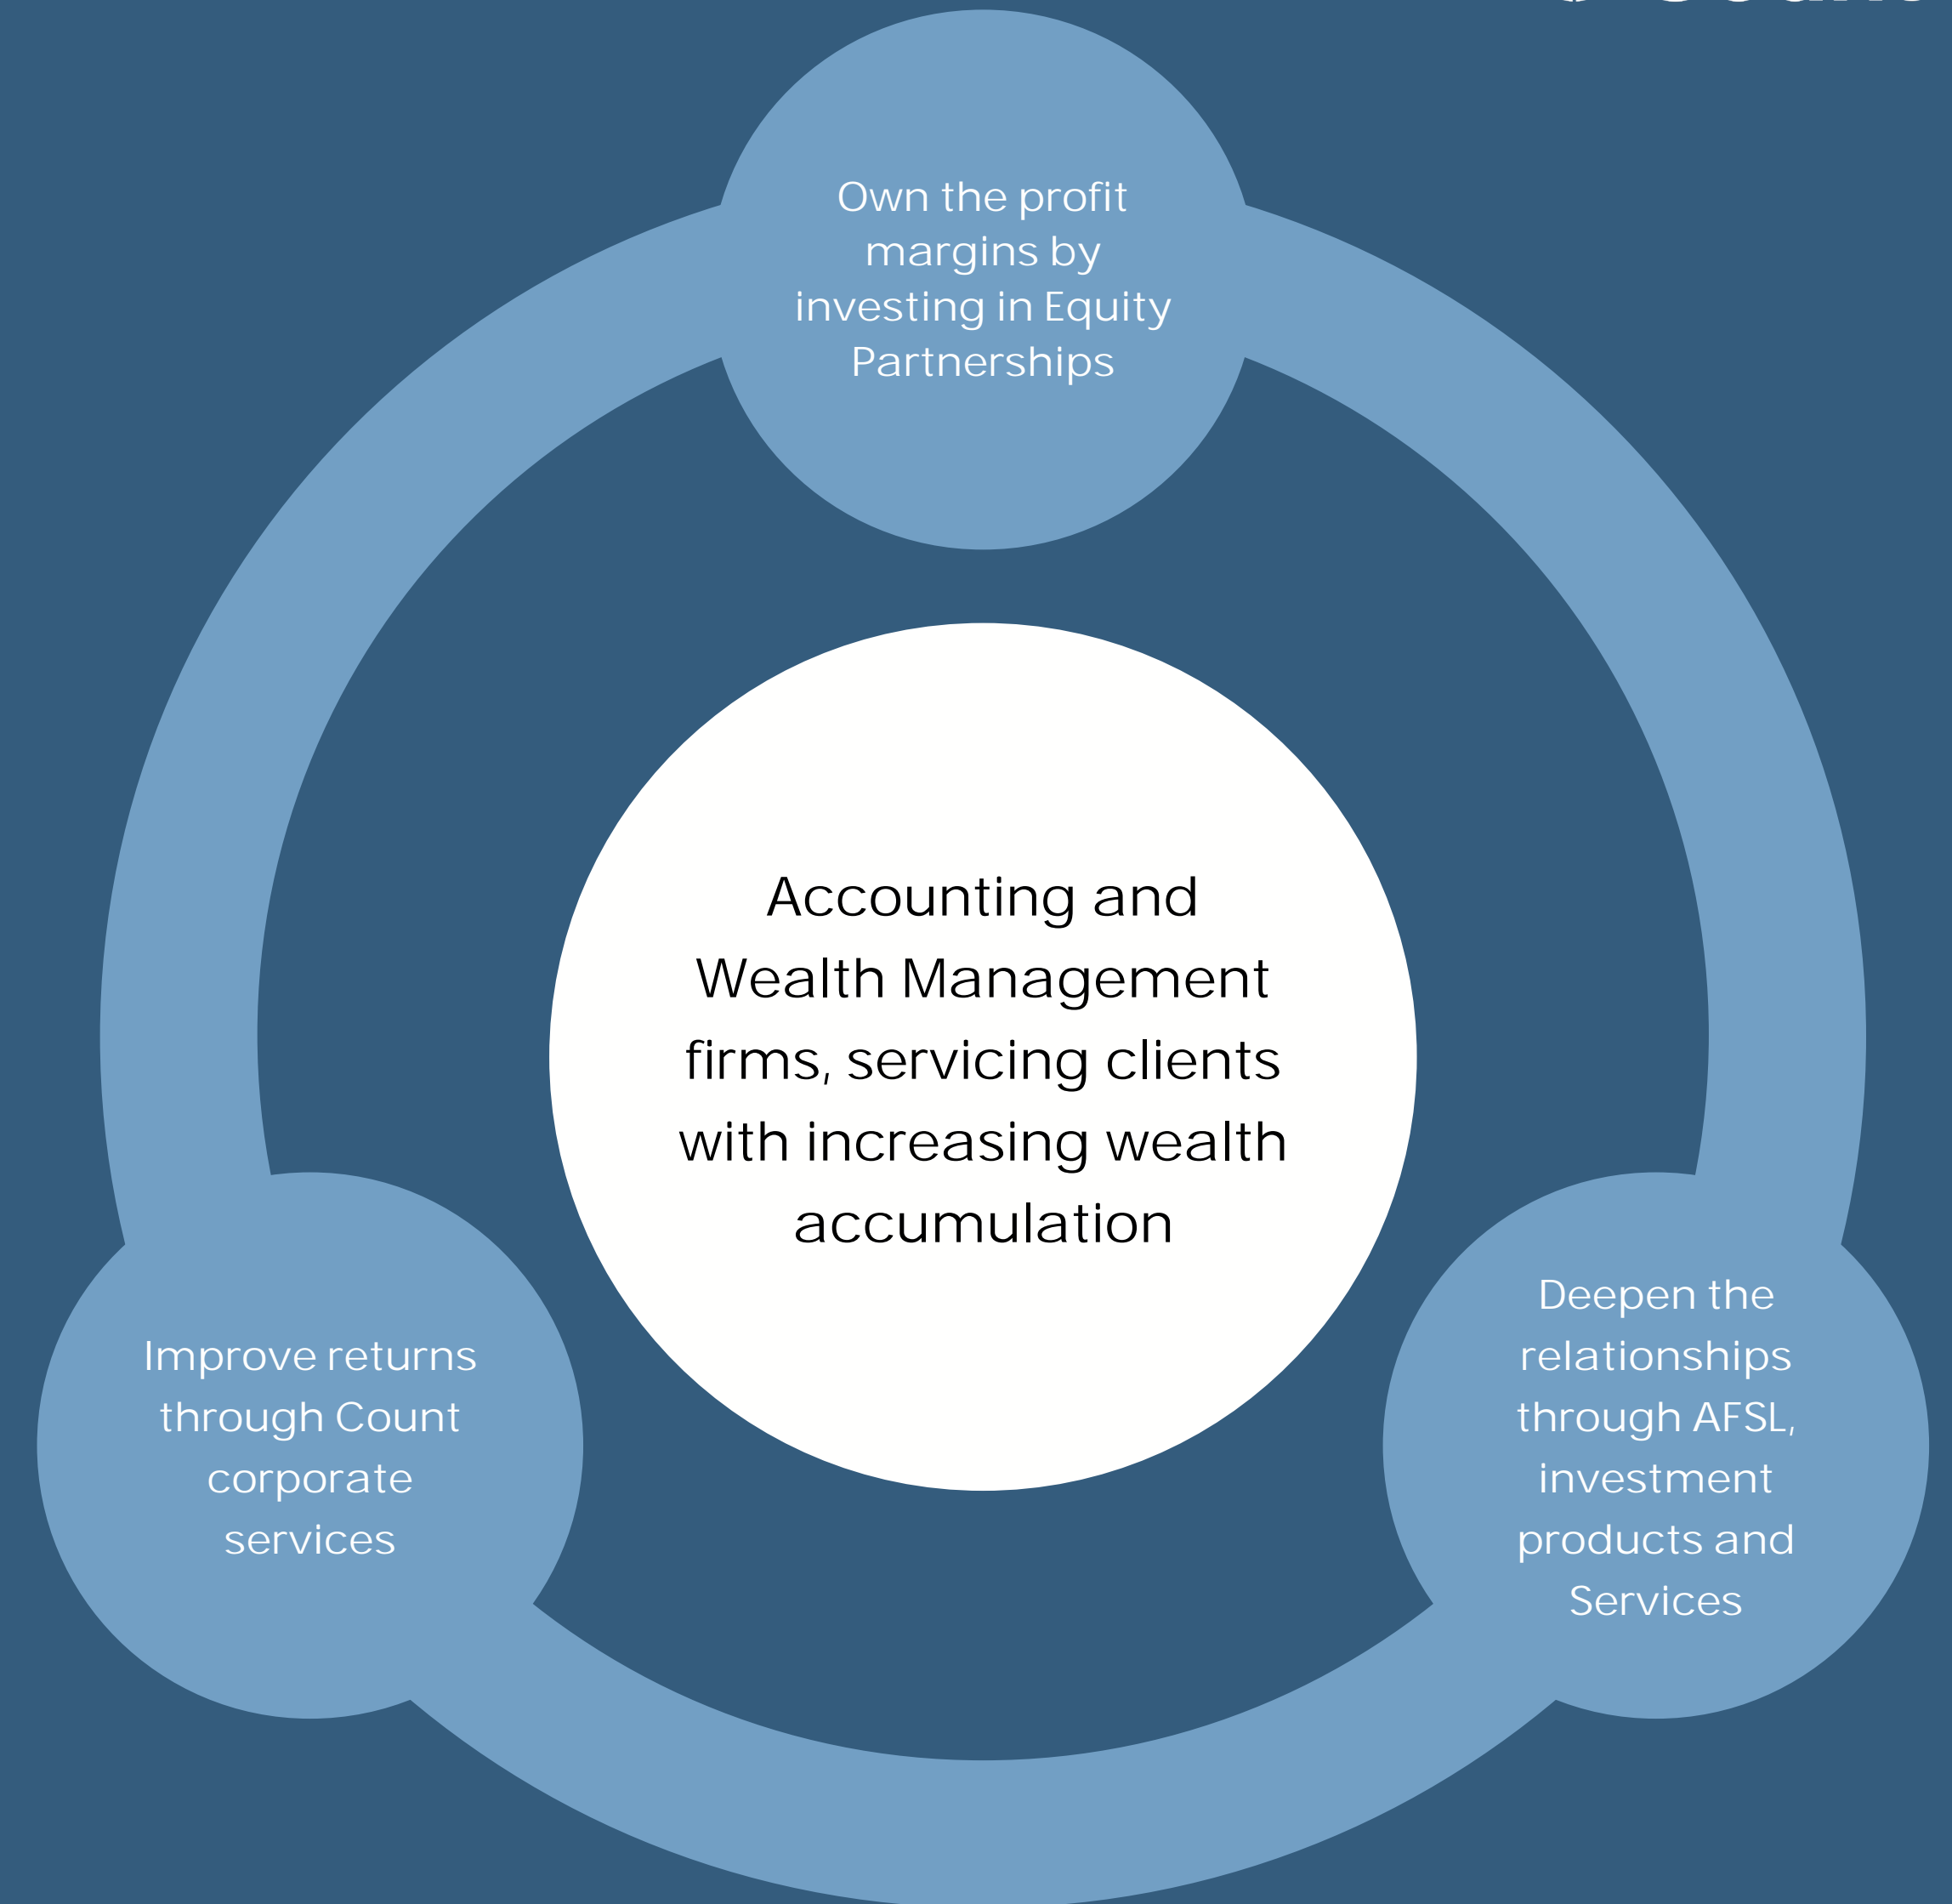 Own the profit
margins by
investing in Equity
Partnerships
Accounting and
Wealth Management
firms, servicing clients
with increasing wealth
accumulation
Improve returns
through Count
corporate
services
Deepen the
relationships
through AFSL,
investment
products and
Services